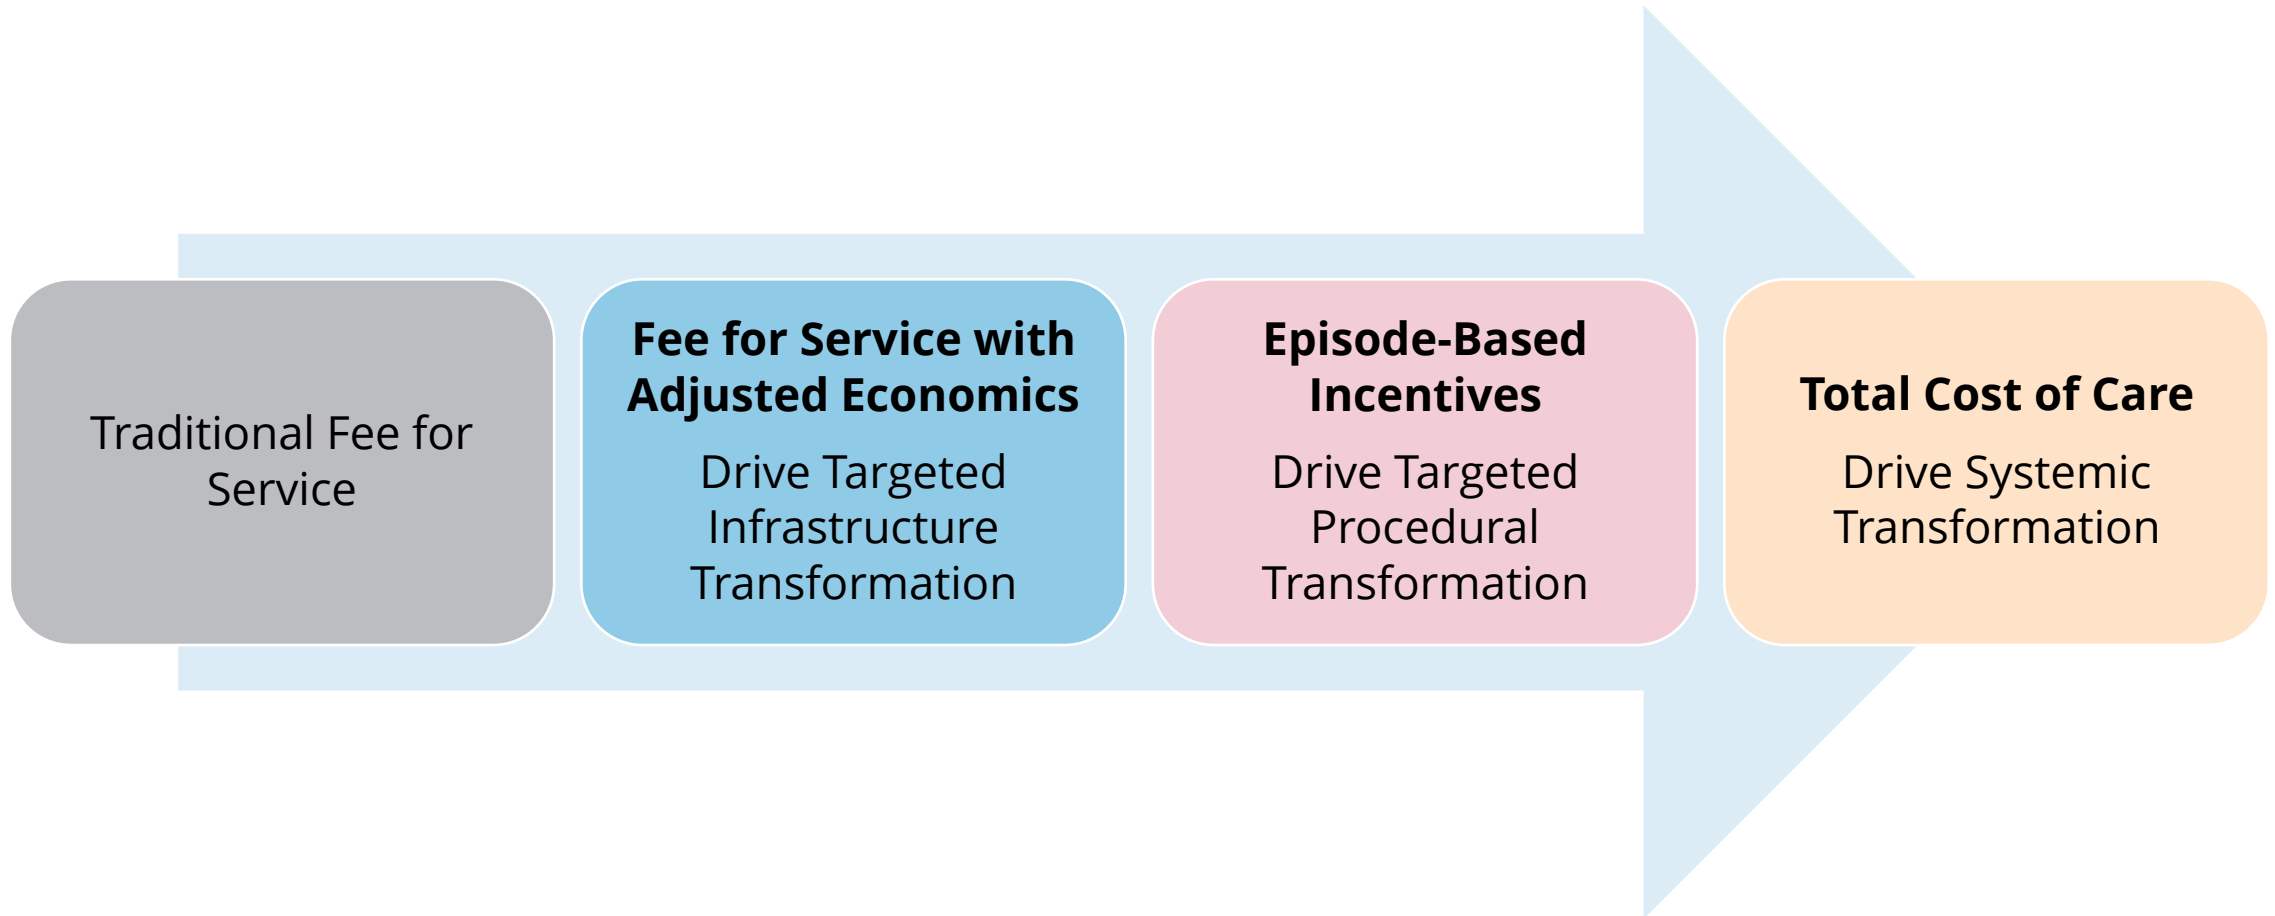 Traditional Fee for
Service
Fee for Service with
Adjusted Economics
Drive Targeted
Infrastructure
Transformation
Episode-Based
Incentives
Drive Targeted
Procedural
Transformation
Total Cost of Care
Drive Systemic
Transformation